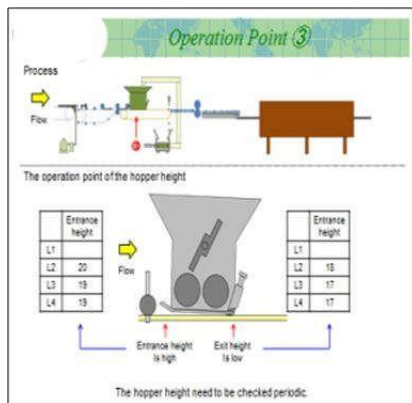 Operation Point ③
Process
Flow
The operation point of the hopper height
Entrance height
L1
L2 20
L3 19
L4 19
Flow
Entrance height
L1
L2 18
L3 17
L4 17
Entrance height
Is high
Exit height
Is low
The hopper height need to be checked periodic.